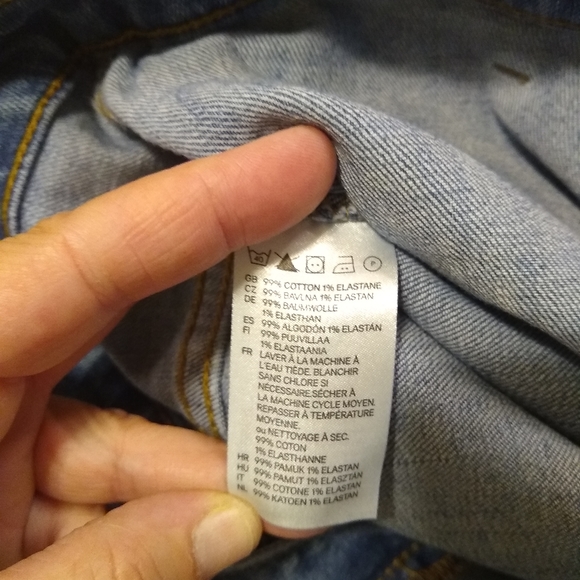 40
GB 99% COTTON 1% ELASTANE
CZ 99% BAVLNA 1% ELASTAN
DE 99% BAUMWOLLE
1% ELASTHAN
ES 99% ALGODÓN 1% ELASTÁN
FI 99% PUUVILLAA
1% ELASTAANIA
FR LAVER À LA MACHINE À
L'EAU TIÈDE. BLANCHIR
SANS CHLORE SI
NÉCESSAIRE.SÉCHER À
LA MACHINE CYCLE MOYEN.
REPASSER À TEMPÉRATURE
MOYENNE.
ou NETTOYAGE À SEC.
99% COTON
1% ELASTHANNE
HR 99% PAMUK 1% ELASTAN
HU 99% PAMUT 1% ELASZTÁN
IT 99% COTONE 1% ELASTAN
NL 99% KATOEN 1% ELASTAN